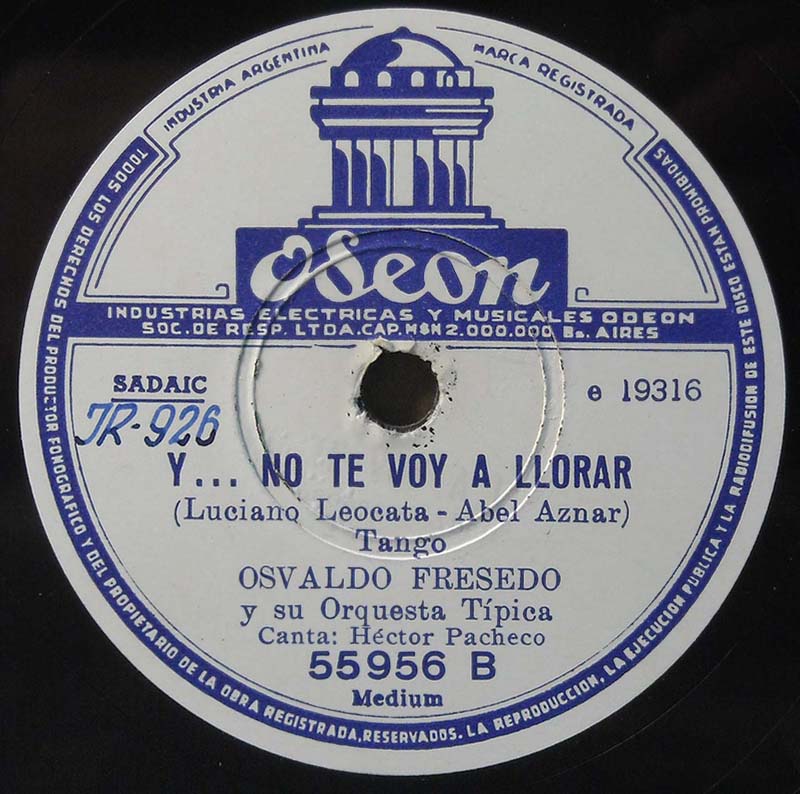 INDUSTRIA ARGENTINA
MARCA REGISTRADA
Odeon
INDUSTRIAS ELECTRICAS Y MUSICALES ODEON
SOC. DE RESP. LTDA. CAP. M$N 2.000.000 Bs. AIRES
SADAIC
JR-926
e 19316
Y... NO TE VOY A LLORAR
(Luciano Leocata - Abel Aznar)
Tango
OSVALDO FRESEDO
y su Orquesta Típica
Canta: Héctor Pacheco
55956 B
Medium
TODOS LOS DERECHOS DEL PRODUCTOR FONOGRAFICO Y DEL PROPIETARIO DE LA OBRA REGISTRADA, RESERVADOS. LA REPRODUCCION, LA EJECUCION PUBLICA Y LA RADIODIFUSION DE ESTE DISCO ESTAN PROHIBIDAS